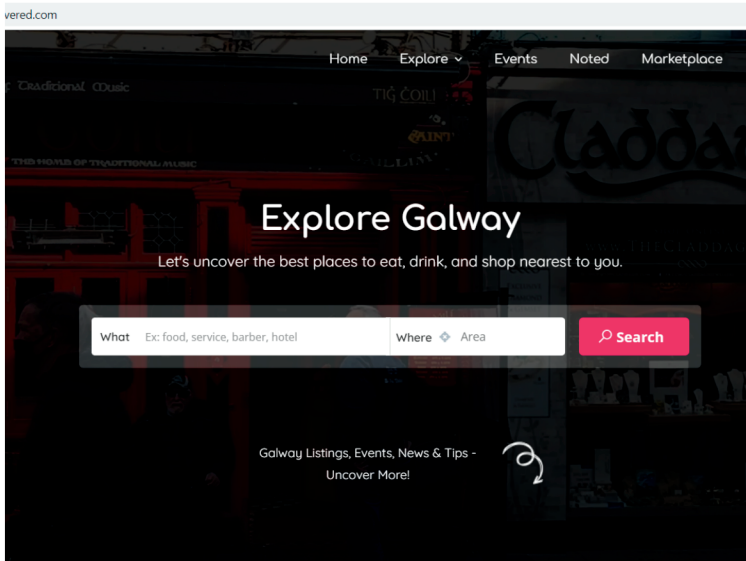 vered.com
Home Explore Events Noted Marketplace
Traditional Music
TIĠ ĊOILI
THE HOME OF TRADITIONAL MUSIC
Explore Galway
Let's uncover the best places to eat, drink, and shop nearest to you.
What Ex: food, service, barber, hotel Where Area Search
Galway Listings, Events, News & Tips -
Uncover More!